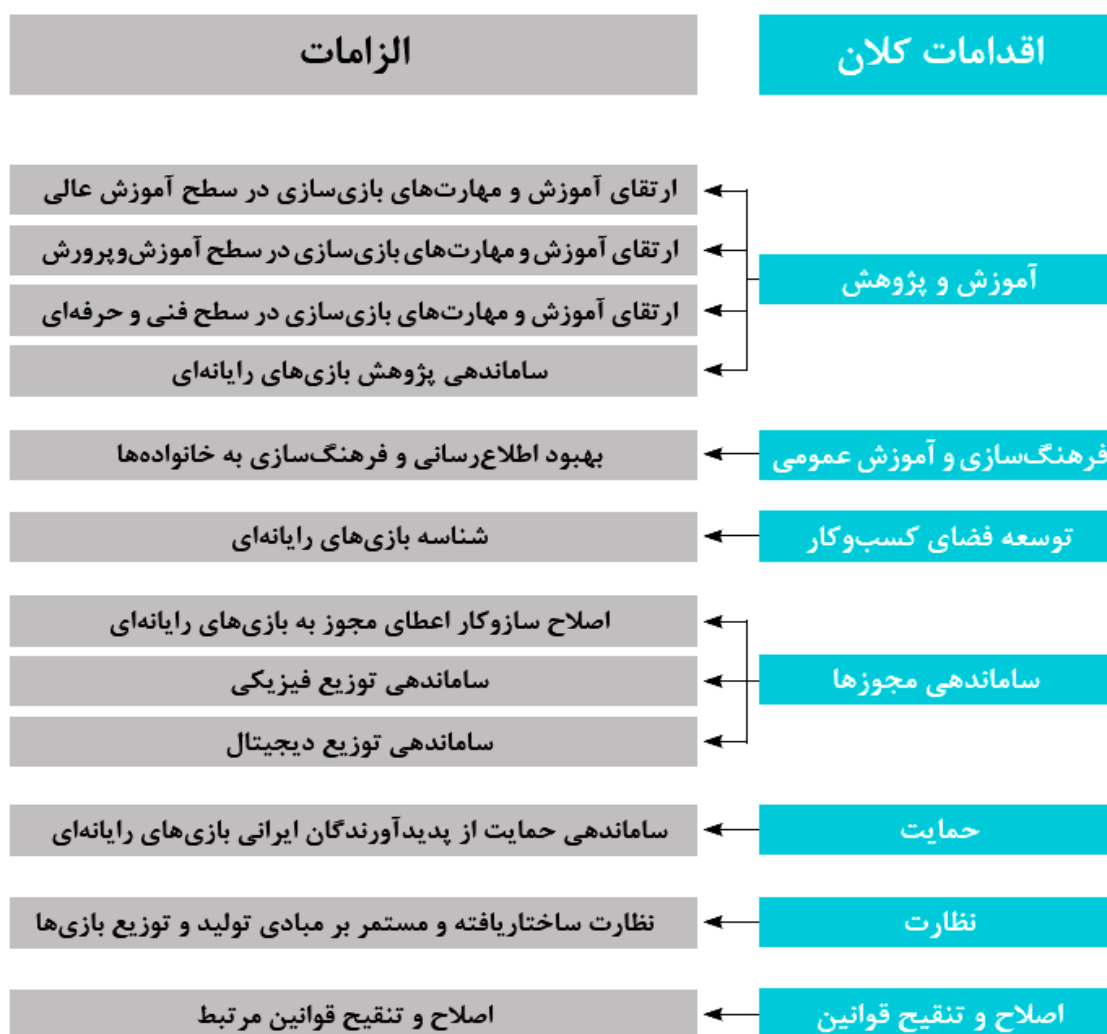 اقدامات کلان
الزامات
آموزش و پژوهش
ارتقای آموزش و مهارت‌های بازی‌سازی در سطح آموزش عالی
ارتقای آموزش و مهارت‌های بازی‌سازی در سطح آموزش‌وپرورش
ارتقای آموزش و مهارت‌های بازی‌سازی در سطح فنی و حرفه‌ای
ساماندهی پژوهش بازی‌های رایانه‌ای
فرهنگ‌سازی و آموزش عمومی
بهبود اطلاع‌رسانی و فرهنگ‌سازی به خانواده‌ها
توسعه فضای کسب‌وکار
شناسه بازی‌های رایانه‌ای
ساماندهی مجوزها
اصلاح سازوکار اعطای مجوز به بازی‌های رایانه‌ای
ساماندهی توزیع فیزیکی
ساماندهی توزیع دیجیتال
حمایت
ساماندهی حمایت از پدیدآورندگان ایرانی بازی‌های رایانه‌ای
نظارت
نظارت ساختاریافته و مستمر بر مبادی تولید و توزیع بازی‌ها
اصلاح و تنقیح قوانین
اصلاح و تنقیح قوانین مرتبط